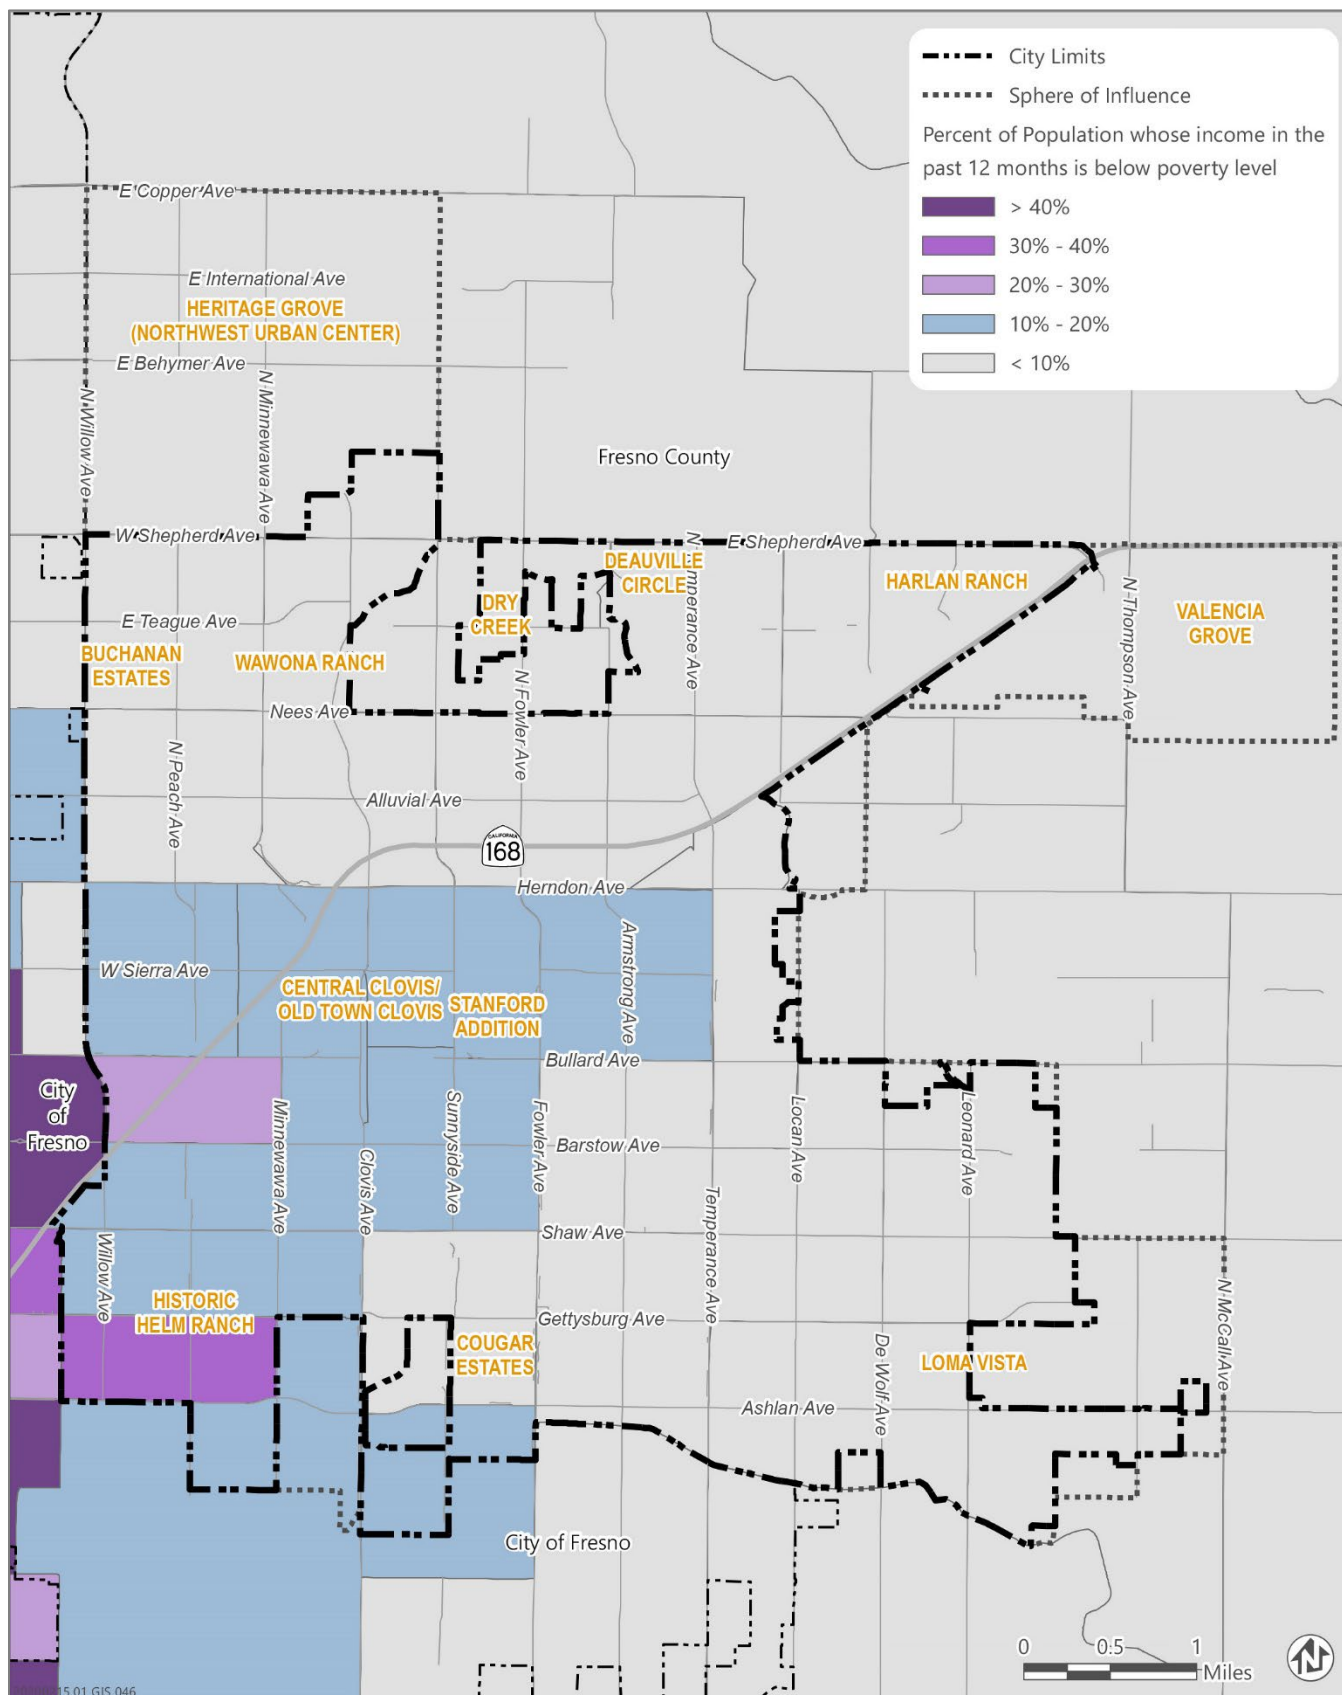 City Limits
Sphere of Influence
Percent of Population whose income in the
past 12 months is below poverty level
> 40%
30% - 40%
20% - 30%
10% - 20%
< 10%
E Copper Ave
E International Ave
HERITAGE GROVE
(NORTHWEST URBAN CENTER)
E Behymer Ave
N Willow Ave
N Minnewawa Ave
Fresno County
W Shepherd Ave
E Shepherd Ave
DEAUVILLE
CIRCLE
HARLAN RANCH
N Temperance Ave
N Thompson Ave
VALENCIA
GROVE
DRY
CREEK
E Teague Ave
BUCHANAN
ESTATES
WAWONA RANCH
Nees Ave
N Fowler Ave
N Peach Ave
Alluvial Ave
CALIFORNIA
168
Herndon Ave
Armstrong Ave
W Sierra Ave
CENTRAL CLOVIS/
OLD TOWN CLOVIS
STANFORD
ADDITION
Bullard Ave
City
of
Fresno
Minnewawa Ave
Clovis Ave
Sunnyside Ave
Fowler Ave
Barstow Ave
Locan Ave
Leonard Ave
Temperance Ave
Shaw Ave
Willow Ave
HISTORIC
HELM RANCH
Gettysburg Ave
COUGAR
ESTATES
De Wolf Ave
LOMA VISTA
N McCall Ave
Ashlan Ave
City of Fresno
0 0.5 1
Miles
N